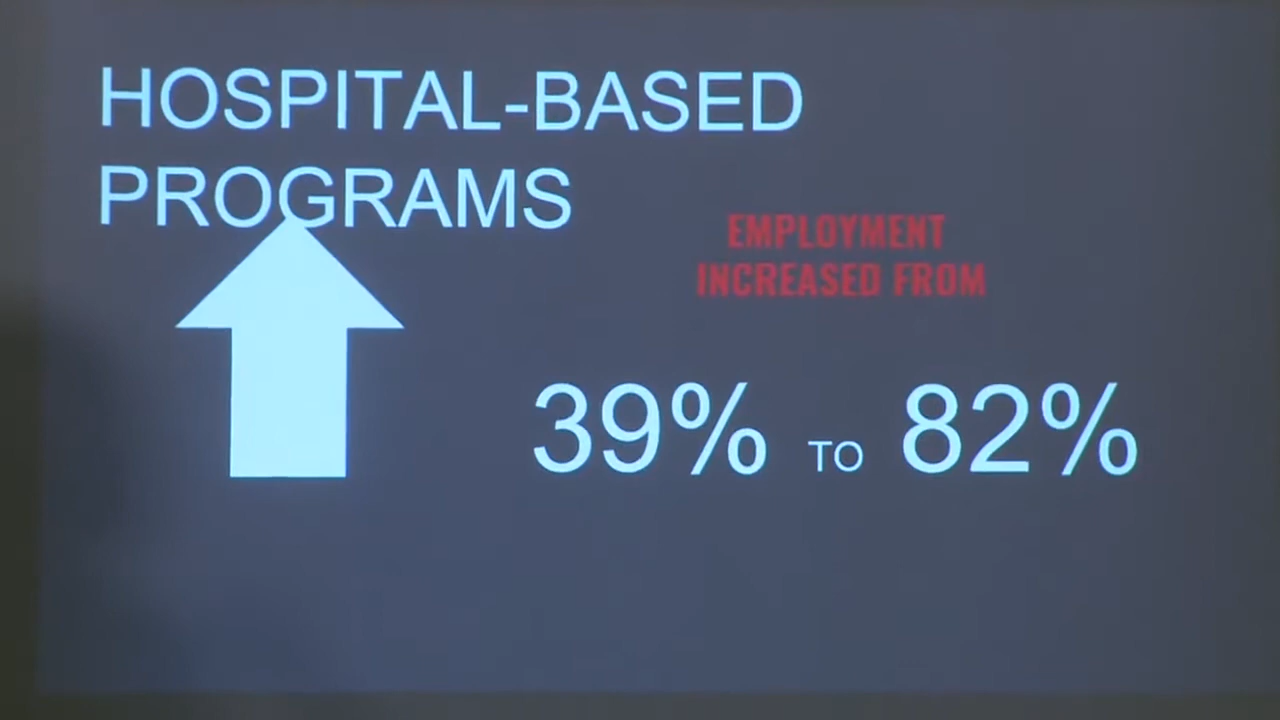 HOSPITAL-BASED
PROGRAMS
EMPLOYMENT
INCREASED FROM
39% TO 82%